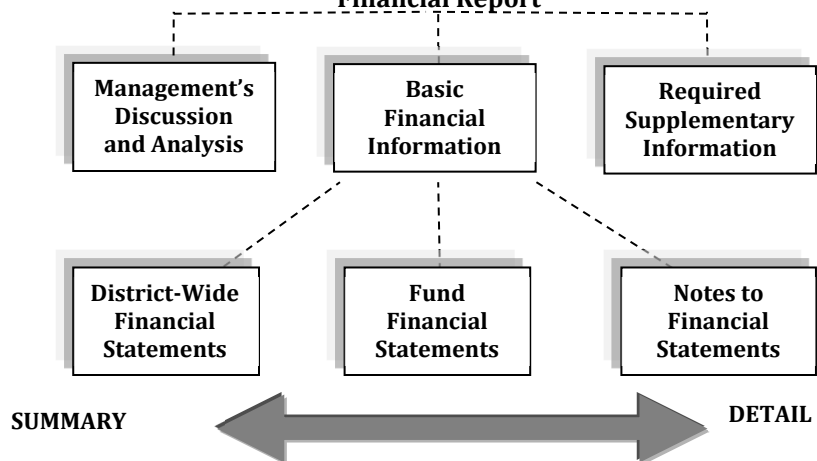 Financial Report
Management’s
Discussion
and Analysis
Basic
Financial
Information
Required
Supplementary
Information
District-Wide
Financial
Statements
Fund
Financial
Statements
Notes to
Financial
Statements
SUMMARY
DETAIL